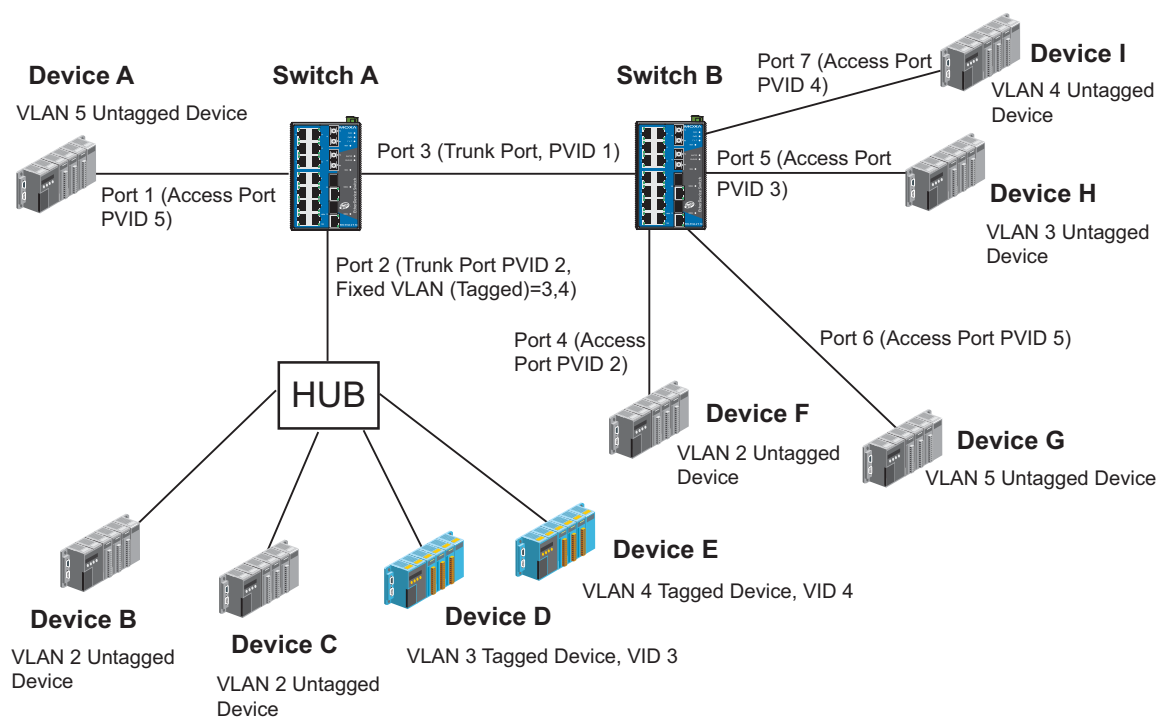 Device A
VLAN 5 Untagged Device
Switch A
Switch B
Port 7 (Access Port
PVID 4)
Device I
VLAN 4 Untagged
Device
MOXA
MOXA
Port 1 (Access Port
PVID 5)
Port 3 (Trunk Port, PVID 1)
Port 5 (Access Port
PVID 3)
Device H
VLAN 3 Untagged
Device
Port 2 (Trunk Port PVID 2,
Fixed VLAN (Tagged)=3,4)
Port 4 (Access
Port PVID 2)
Port 6 (Access Port PVID 5)
HUB
Device F
VLAN 2 Untagged
Device
Device G
VLAN 5 Untagged Device
Device B
VLAN 2 Untagged
Device
Device C
VLAN 2 Untagged
Device
Device D
VLAN 3 Tagged Device, VID 3
Device E
VLAN 4 Tagged Device, VID 4